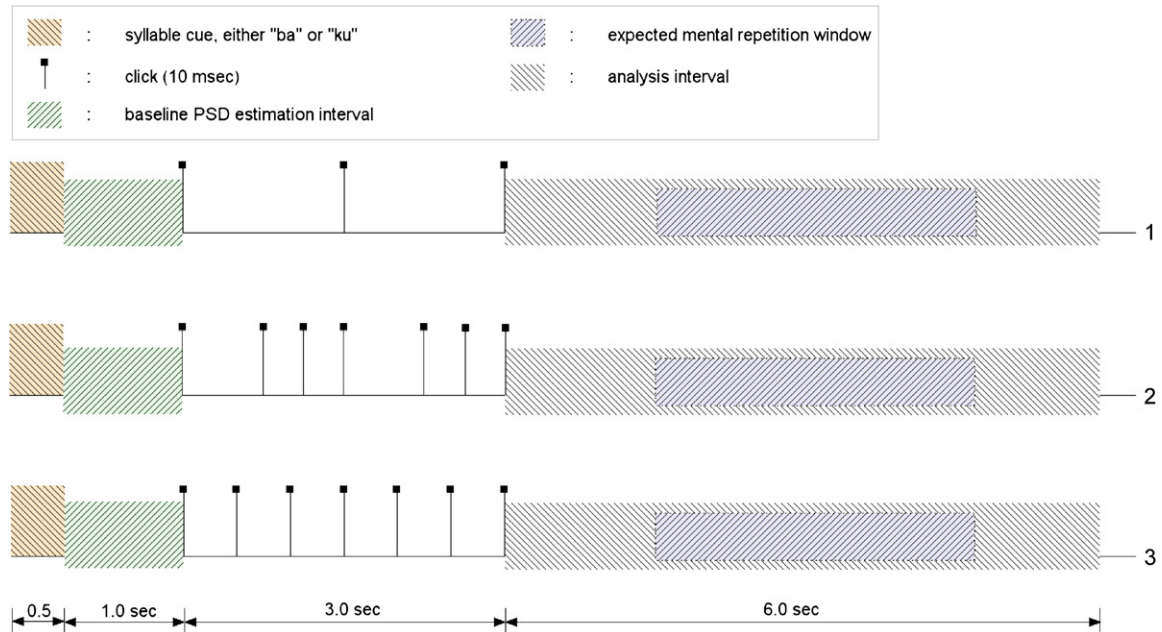 : syllable cue, either "ba" or "ku"
: click (10 msec)
: baseline PSD estimation interval
: expected mental repetition window
: analysis interval
1
2
3
0.5 1.0 sec 3.0 sec 6.0 sec